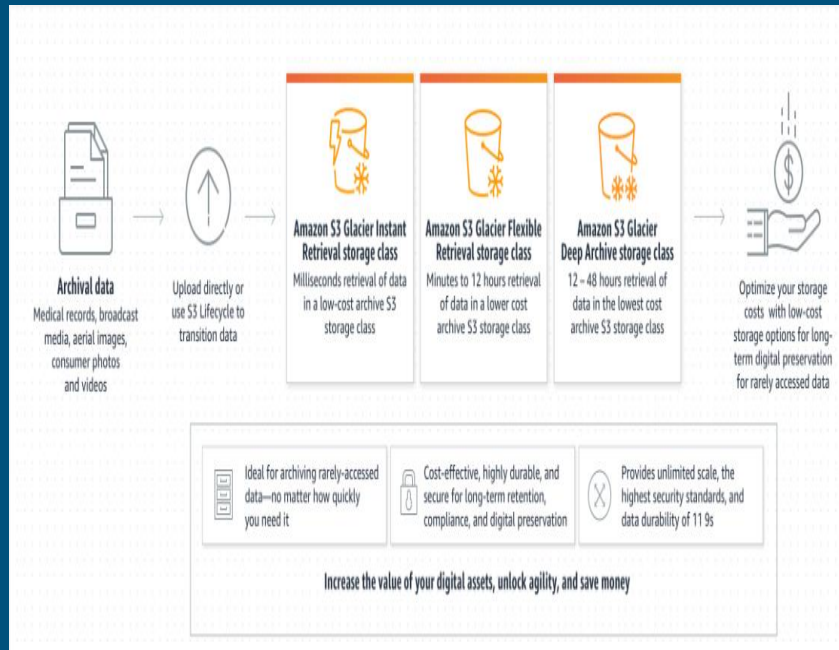 Archival data
Medical records, broadcast
media, aerial images,
consumer photos
and videos
Upload directly or
use S3 Lifecycle to
transition data
Amazon S3 Glacier Instant
Retrieval storage class
Milliseconds retrieval of data
in a low-cost archive S3
storage class
Amazon S3 Glacier Flexible
Retrieval storage class
Minutes to 12 hours retrieval
of data in a lower cost
archive S3 storage class
Amazon S3 Glacier
Deep Archive storage class
12 – 48 hours retrieval of
data in the lowest cost
archive S3 storage class
$
Optimize your storage
costs with low-cost
storage options for long-
term digital preservation
for rarely accessed data
Ideal for archiving rarely-accessed
data—no matter how quickly
you need it
Cost-effective, highly durable, and
secure for long-term retention,
compliance, and digital preservation
Provides unlimited scale, the
highest security standards, and
data durability of 11 9s
Increase the value of your digital assets, unlock agility, and save money